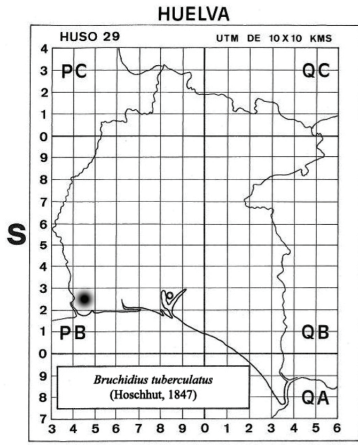 HUELVA
HUSO 29 UTM DE 10 X 10 KMS
4
PC QC
3
2
1
0
9
8
7
6
S
5
4
3
2
1
PB QB
0
9
Bruchidius tuberculatus
(Hoschhut, 1847)
QA
8
7
3 4 5 6 7 8 9 0 1 2 3 4 5 6